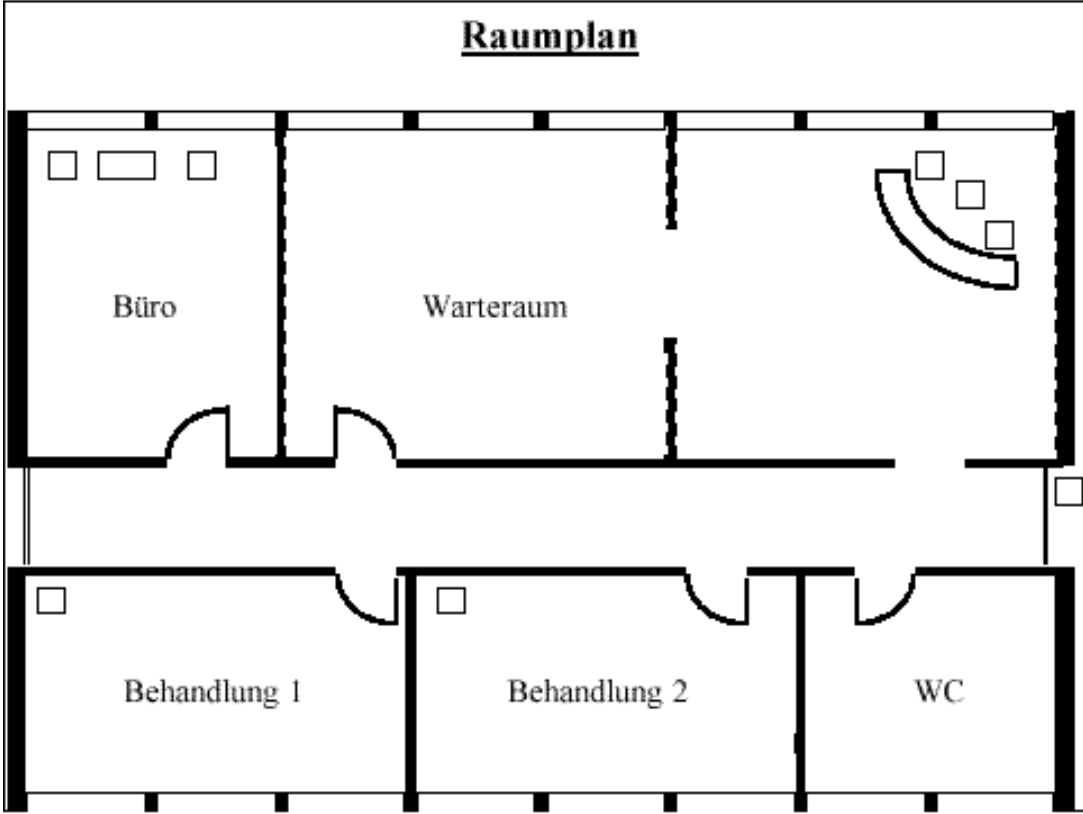 Raumplan
Büro
Warteraum
Behandlung 1
Behandlung 2
WC